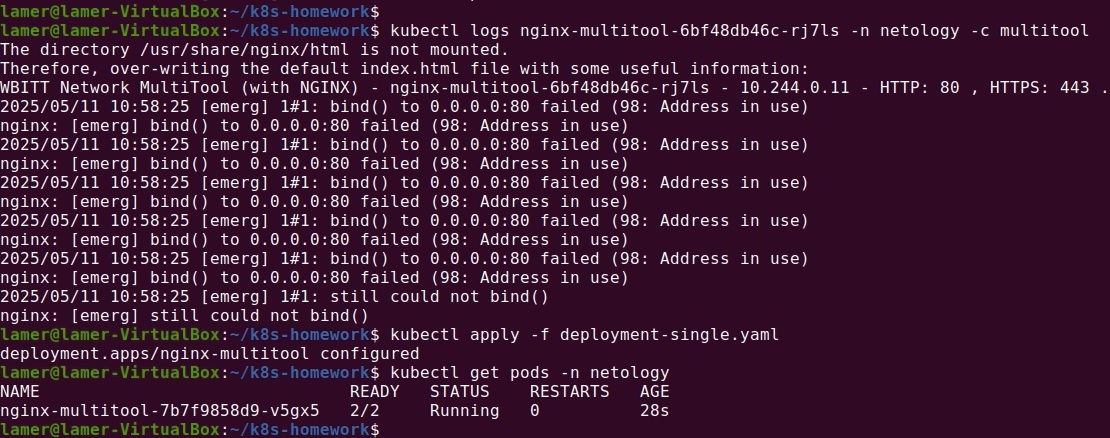 lamer@lamer-VirtualBox:~/k8s-homework$
lamer@lamer-VirtualBox:~/k8s-homework$ kubectl logs nginx-multitool-6bf48db46c-rj7ls -n netology -c multitool
The directory /usr/share/nginx/html is not mounted.
Therefore, over-writing the default index.html file with some useful information:
WBITT Network MultiTool (with NGINX) - nginx-multitool-6bf48db46c-rj7ls - 10.244.0.11 - HTTP: 80 , HTTPS: 443 .
2025/05/11 10:58:25 [emerg] 1#1: bind() to 0.0.0.0:80 failed (98: Address in use)
nginx: [emerg] bind() to 0.0.0.0:80 failed (98: Address in use)
2025/05/11 10:58:25 [emerg] 1#1: bind() to 0.0.0.0:80 failed (98: Address in use)
nginx: [emerg] bind() to 0.0.0.0:80 failed (98: Address in use)
2025/05/11 10:58:25 [emerg] 1#1: bind() to 0.0.0.0:80 failed (98: Address in use)
nginx: [emerg] bind() to 0.0.0.0:80 failed (98: Address in use)
2025/05/11 10:58:25 [emerg] 1#1: bind() to 0.0.0.0:80 failed (98: Address in use)
nginx: [emerg] bind() to 0.0.0.0:80 failed (98: Address in use)
2025/05/11 10:58:25 [emerg] 1#1: bind() to 0.0.0.0:80 failed (98: Address in use)
nginx: [emerg] bind() to 0.0.0.0:80 failed (98: Address in use)
2025/05/11 10:58:25 [emerg] 1#1: still could not bind()
nginx: [emerg] still could not bind()
lamer@lamer-VirtualBox:~/k8s-homework$ kubectl apply -f deployment-single.yaml
deployment.apps/nginx-multitool configured
lamer@lamer-VirtualBox:~/k8s-homework$ kubectl get pods -n netology
NAME READY STATUS RESTARTS AGE
nginx-multitool-7b7f9858d9-v5gx5 2/2 Running 0 28s
lamer@lamer-VirtualBox:~/k8s-homework$